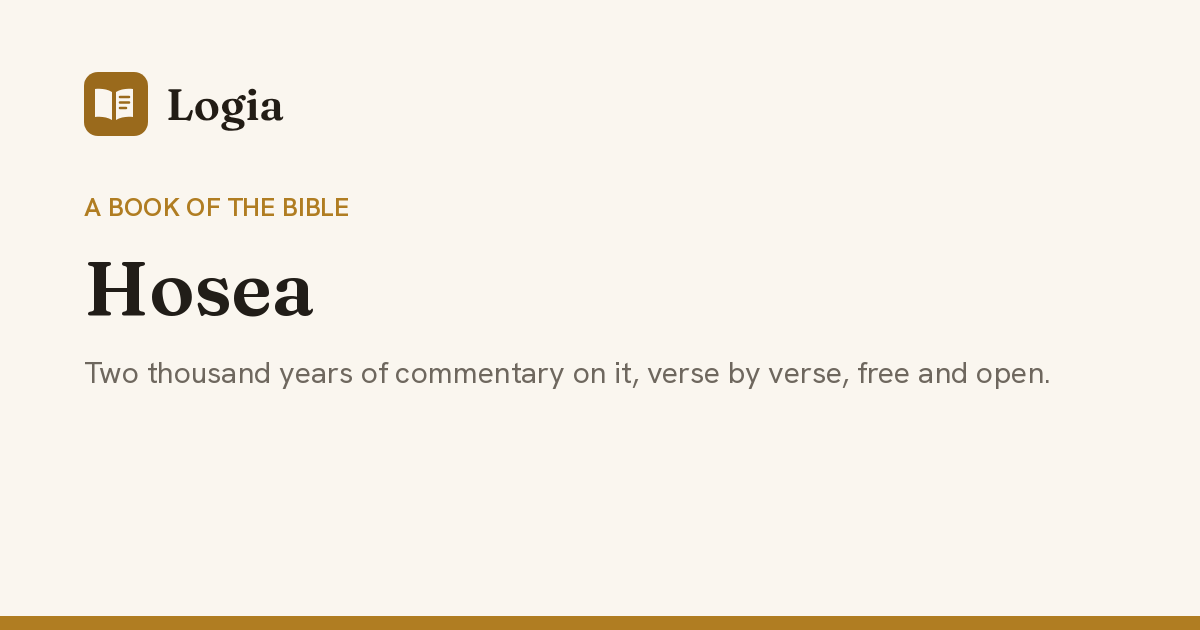 Logia
A BOOK OF THE BIBLE
Hosea
Two thousand years of commentary on it, verse by verse, free and open.